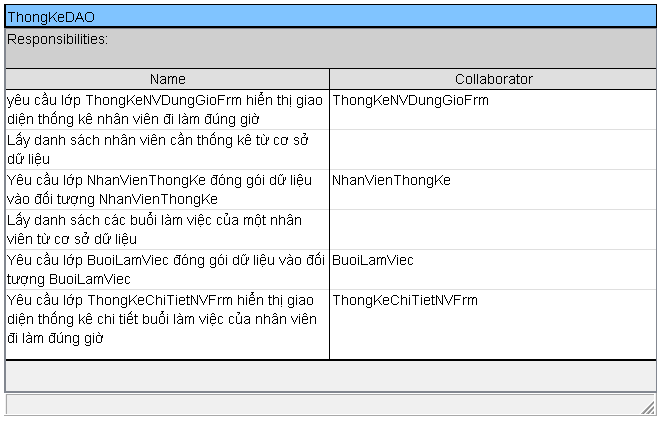 ThongKeDAO
Responsibilities:
Name
Collaborator
yêu cầu lớp ThongKeNVDungGioFrm hiển thị giao
diện thống kê nhân viên đi làm đúng giờ
ThongKeNVDungGioFrm
Lấy danh sách nhân viên cần thống kê từ cơ sở
dữ liệu
Yêu cầu lớp NhanVienThongKe đóng gói dữ liệu
vào đối tượng NhanVienThongKe
NhanVienThongKe
Lấy danh sách các buổi làm việc của một nhân
viên từ cơ sở dữ liệu
Yêu cầu lớp BuoiLamViec đóng gói dữ liệu vào đối
tượng BuoiLamViec
BuoiLamViec
Yêu cầu lớp ThongKeChiTietNVFrm hiển thị giao
diện thống kê chi tiết buổi làm việc của nhân viên
đi làm đúng giờ
ThongKeChiTietNVFrm